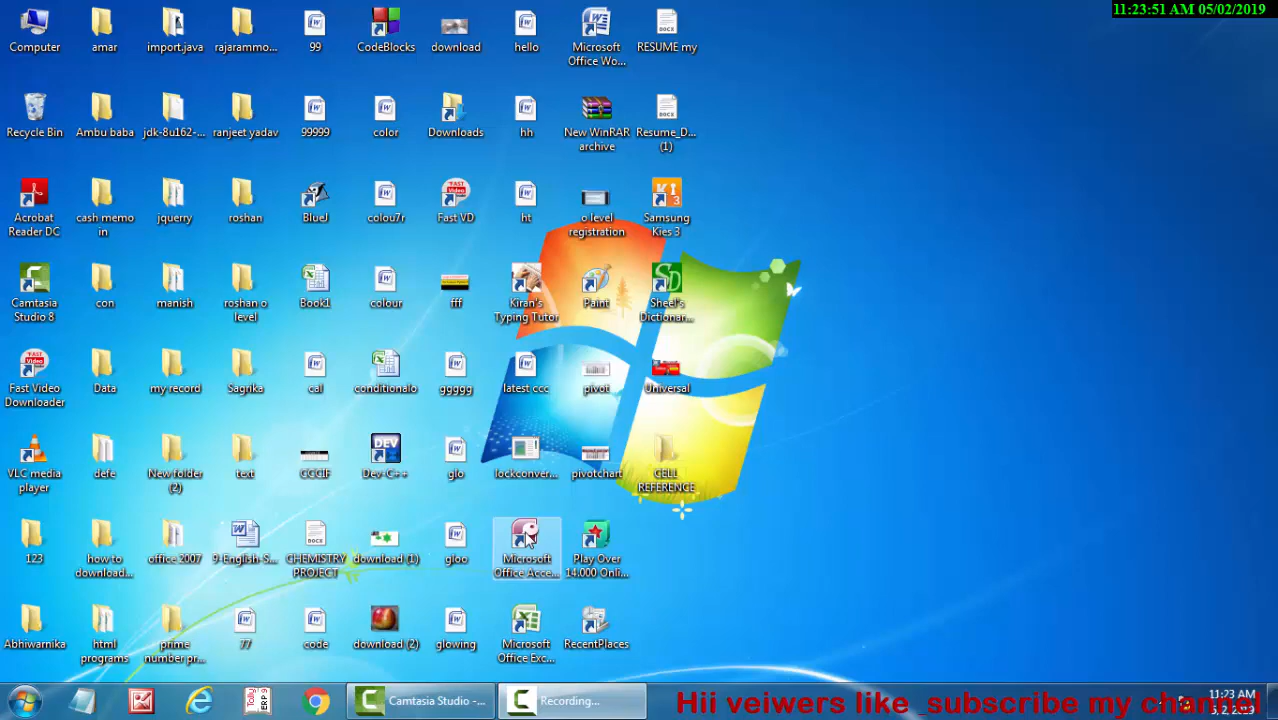 11:23:51 AM 05/02/2019
Computer
amar
import.java
rajarammo...
99
CodeBlocks
download
hello
Microsoft
Office Wo...
RESUME my
Recycle Bin
Ambu baba
jdk-8u162-...
ranjeet yadav
99999
color
Downloads
hh
New WinRAR
archive
Resume_D...
(1)
Acrobat
Reader DC
cash memo
in
jquerry
roshan
BlueJ
colou7r
Fast VD
ht
o level
registration
Samsung
Kies 3
Camtasia
Studio 8
con
manish
roshan o
level
Book1
colour
fff
Kiran's
Typing Tutor
Paint
Sheel's
Dictionar...
Fast Video
Downloader
Data
my record
Sagrika
cal
conditionalo
ggggg
latest ccc
pivot
Universal
VLC media
player
defe
New folder
(2)
text
CCCIF
Dev-C++
glo
lockconver...
pivotchart
CELL
REFERENCE
123
how to
download...
office 2007
9-English-S...
CHEMISTRY
PROJECT
download (1)
gloo
Microsoft
Office Acce...
Play Over
14,000 Onli...
Abhiwarnika
html
programs
prime
number pr...
77
code
download (2)
glowing
Microsoft
Office Exc...
RecentPlaces
Camtasia Studio -...
Recording...
Hii veiwers like subscribe my channe
11:23 AM